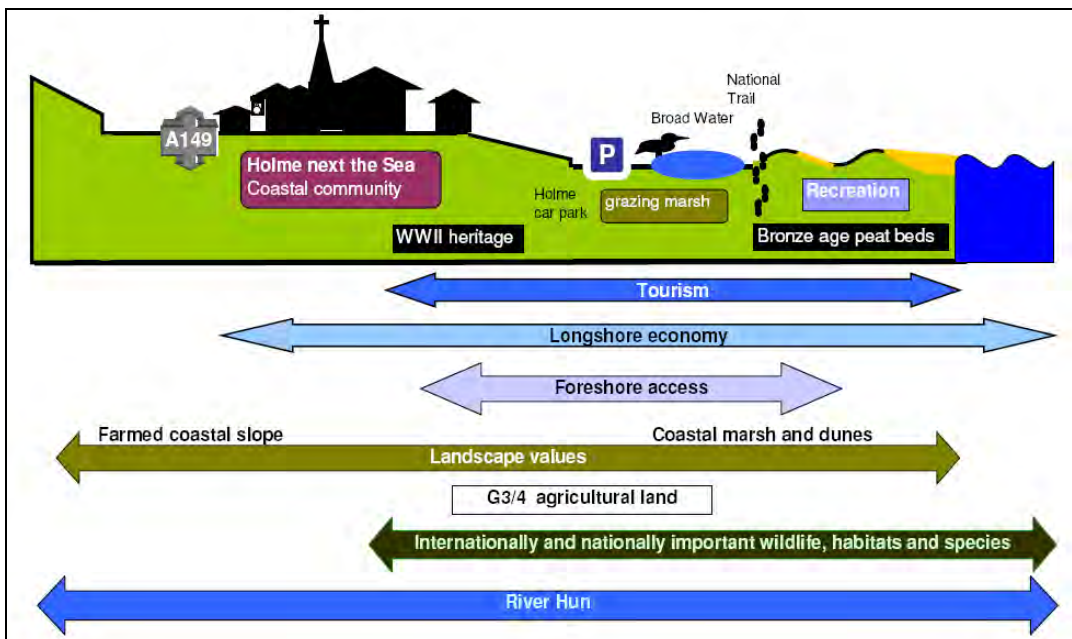 National
Trail
Broad Water
A149
P
Holme next the Sea
Coastal community
Holme
car park
grazing marsh
Recreation
WWII heritage
Bronze age peat beds
Tourism
Longshore economy
Foreshore access
Farmed coastal slope
Coastal marsh and dunes
Landscape values
G3/4 agricultural land
Internationally and nationally important wildlife, habitats and species
River Hun